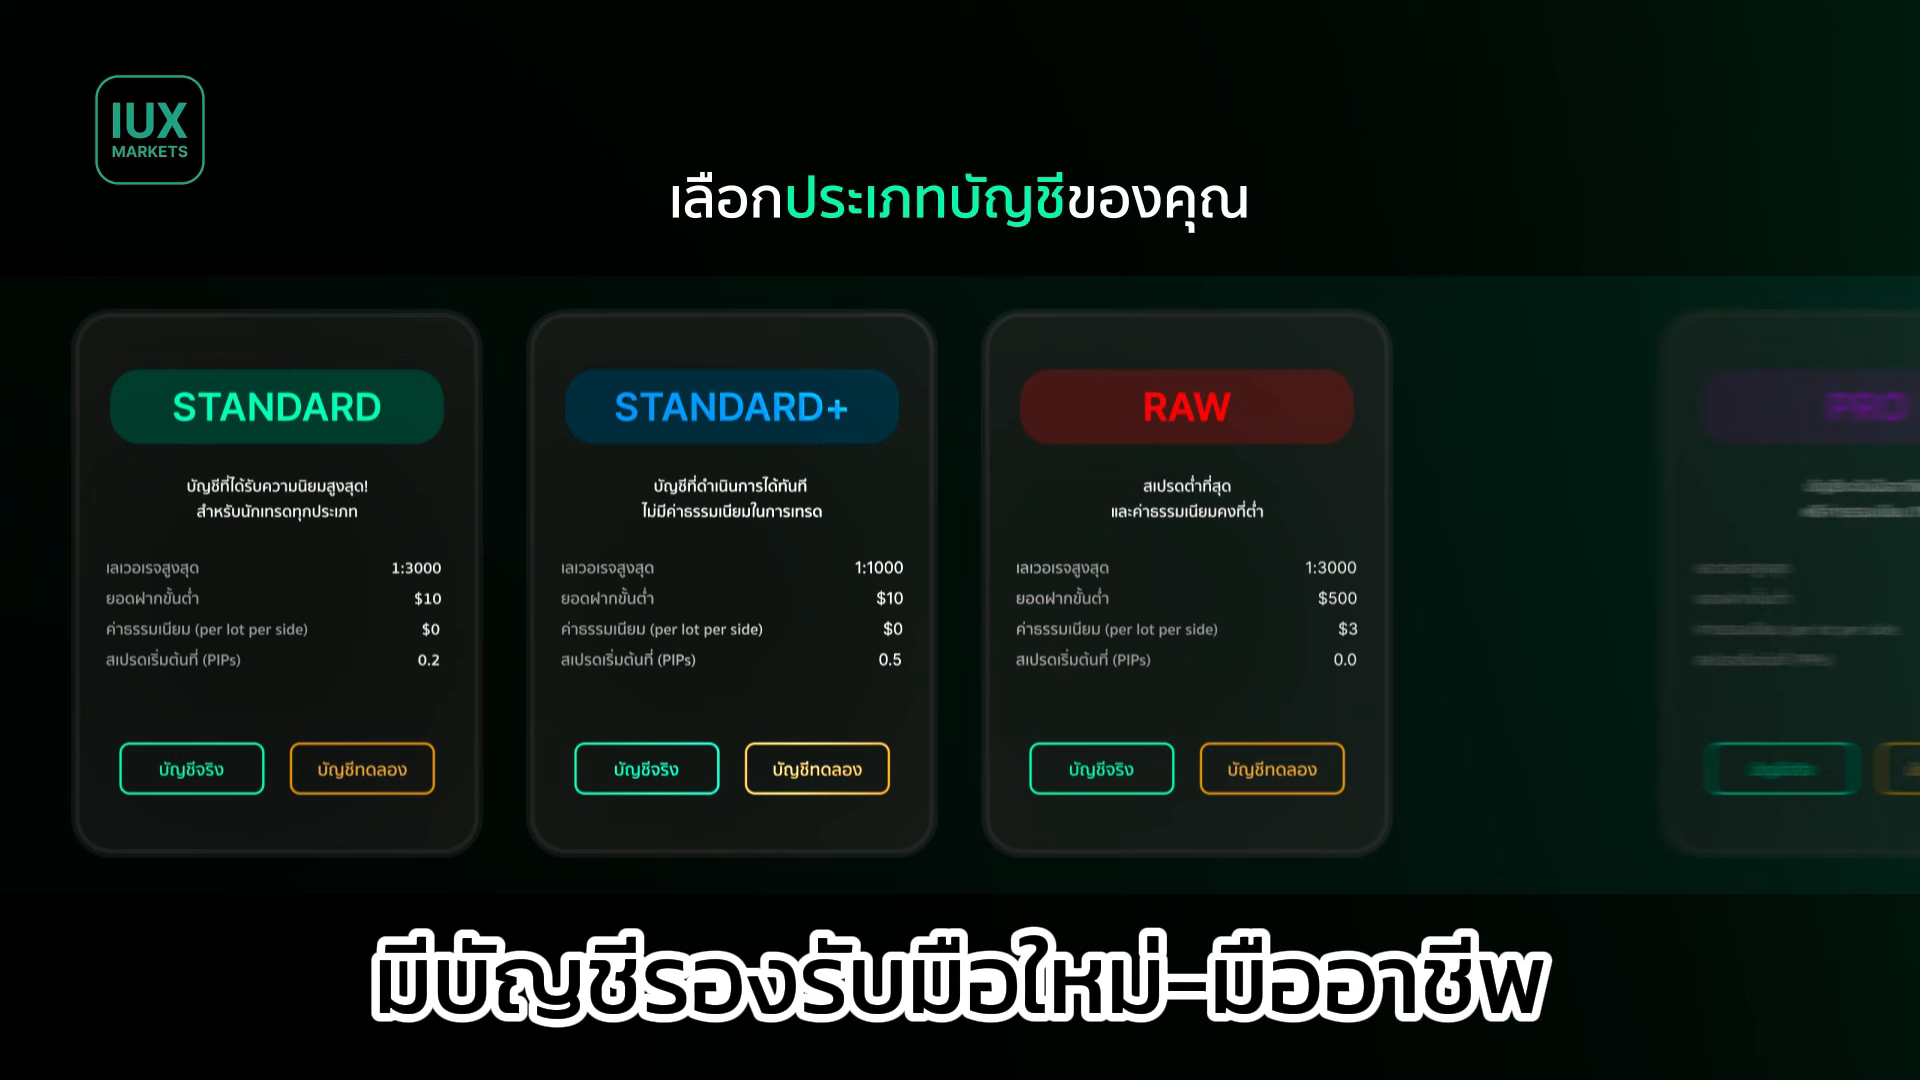 IUX
MARKETS
เลือกประเภทบัญชีของคุณ
STANDARD
บัญชีที่ได้รับความนิยมสูงสุด!
สำหรับนักเทรดทุกประเภท
เลเวอเรจสูงสุด 1:3000
ยอดฝากขั้นต่ำ $10
ค่าธรรมเนียม (per lot per side) $0
สเปรดเริ่มต้นที่ (PIPs) 0.2
บัญชีจริง บัญชีทดลอง
STANDARD+
บัญชีที่ดำเนินการได้ทันที
ไม่มีค่าธรรมเนียมในการเทรด
เลเวอเรจสูงสุด 1:1000
ยอดฝากขั้นต่ำ $10
ค่าธรรมเนียม (per lot per side) $0
สเปรดเริ่มต้นที่ (PIPs) 0.5
บัญชีจริง บัญชีทดลอง
RAW
สเปรดต่ำที่สุด
และค่าธรรมเนียมคงที่ต่ำ
เลเวอเรจสูงสุด 1:3000
ยอดฝากขั้นต่ำ $500
ค่าธรรมเนียม (per lot per side) $3
สเปรดเริ่มต้นที่ (PIPs) 0.0
บัญชีจริง บัญชีทดลอง
PRO
มีบัญชีรองรับมือใหม่–มืออาชีพ